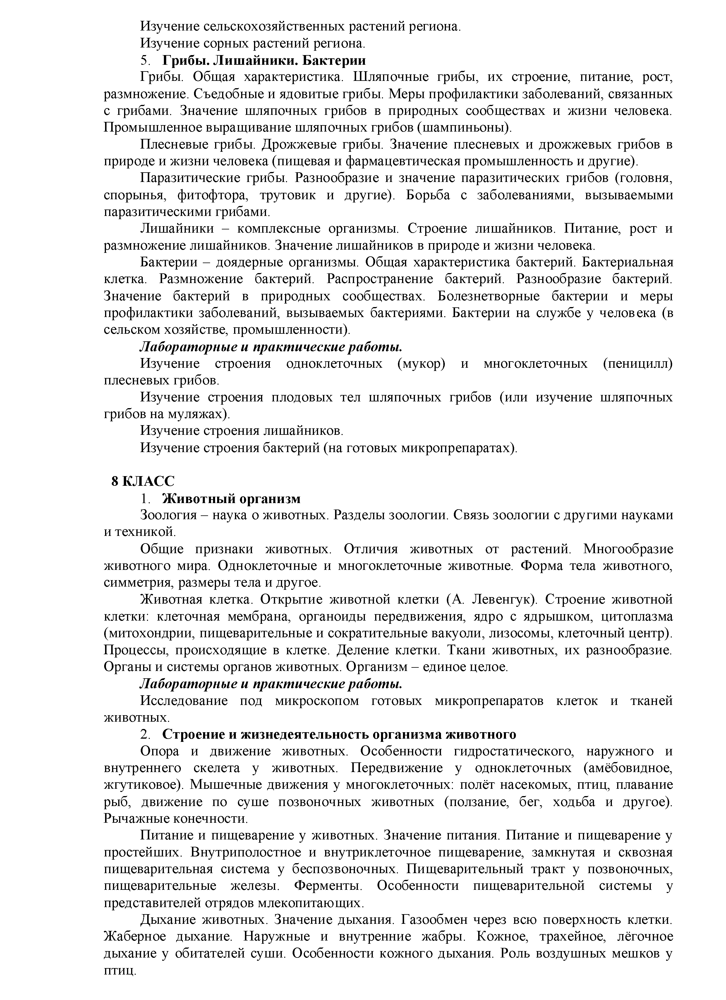 Изучение сельскохозяйственных растений региона.
Изучение сорных растений региона.
5. Грибы. Лишайники. Бактерии
Грибы. Общая характеристика. Шляпочные грибы, их строение, питание, рост,
размножение. Съедобные и ядовитые грибы. Меры профилактики заболеваний, связанных
с грибами. Значение шляпочных грибов в природных сообществах и жизни человека.
Промышленное выращивание шляпочных грибов (шампиньоны).
Плесневые грибы. Дрожжевые грибы. Значение плесневых и дрожжевых грибов в
природе и жизни человека (пищевая и фармацевтическая промышленность и другие).
Паразитические грибы. Разнообразие и значение паразитических грибов (головня,
спорынья, фитофтора, трутовик и другие). Борьба с заболеваниями, вызываемыми
паразитическими грибами.
Лишайники – комплексные организмы. Строение лишайников. Питание, рост и
размножение лишайников. Значение лишайников в природе и жизни человека.
Бактерии – доядерные организмы. Общая характеристика бактерий. Бактериальная
клетка. Размножение бактерий. Распространение бактерий. Разнообразие бактерий.
Значение бактерий в природных сообществах. Болезнетворные бактерии и меры
профилактики заболеваний, вызываемых бактериями. Бактерии на службе у человека (в
сельском хозяйстве, промышленности).
Лабораторные и практические работы.
Изучение строения одноклеточных (мукор) и многоклеточных (пеницилл)
плесневых грибов.
Изучение строения плодовых тел шляпочных грибов (или изучение шляпочных
грибов на муляжах).
Изучение строения лишайников.
Изучение строения бактерий (на готовых микропрепаратах).
8 КЛАСС
1. Животный организм
Зоология – наука о животных. Разделы зоологии. Связь зоологии с другими науками
и техникой.
Общие признаки животных. Отличия животных от растений. Многообразие
животного мира. Одноклеточные и многоклеточные животные. Форма тела животного,
симметрия, размеры тела и другое.
Животная клетка. Открытие животной клетки (А. Левенгук). Строение животной
клетки: клеточная мембрана, органоиды передвижения, ядро с ядрышком, цитоплазма
(митохондрии, пищеварительные и сократительные вакуоли, лизосомы, клеточный центр).
Процессы, происходящие в клетке. Деление клетки. Ткани животных, их разнообразие.
Органы и системы органов животных. Организм – единое целое.
Лабораторные и практические работы.
Исследование под микроскопом готовых микропрепаратов клеток и тканей
животных.
2. Строение и жизнедеятельность организма животного
Опора и движение животных. Особенности гидростатического, наружного и
внутреннего скелета у животных. Передвижение у одноклеточных (амёбовидное,
жгутиковое). Мышечные движения у многоклеточных: полёт насекомых, птиц, плавание
рыб, движение по суше позвоночных животных (ползание, бег, ходьба и другое).
Рычажные конечности.
Питание и пищеварение у животных. Значение питания. Питание и пищеварение у
простейших. Внутриполостное и внутриклеточное пищеварение, замкнутая и сквозная
пищеварительная система у беспозвоночных. Пищеварительный тракт у позвоночных,
пищеварительные железы. Ферменты. Особенности пищеварительной системы у
представителей отрядов млекопитающих.
Дыхание животных. Значение дыхания. Газообмен через всю поверхность клетки.
Жаберное дыхание. Наружные и внутренние жабры. Кожное, трахейное, лёгочное
дыхание у обитателей суши. Особенности кожного дыхания. Роль воздушных мешков у
птиц.